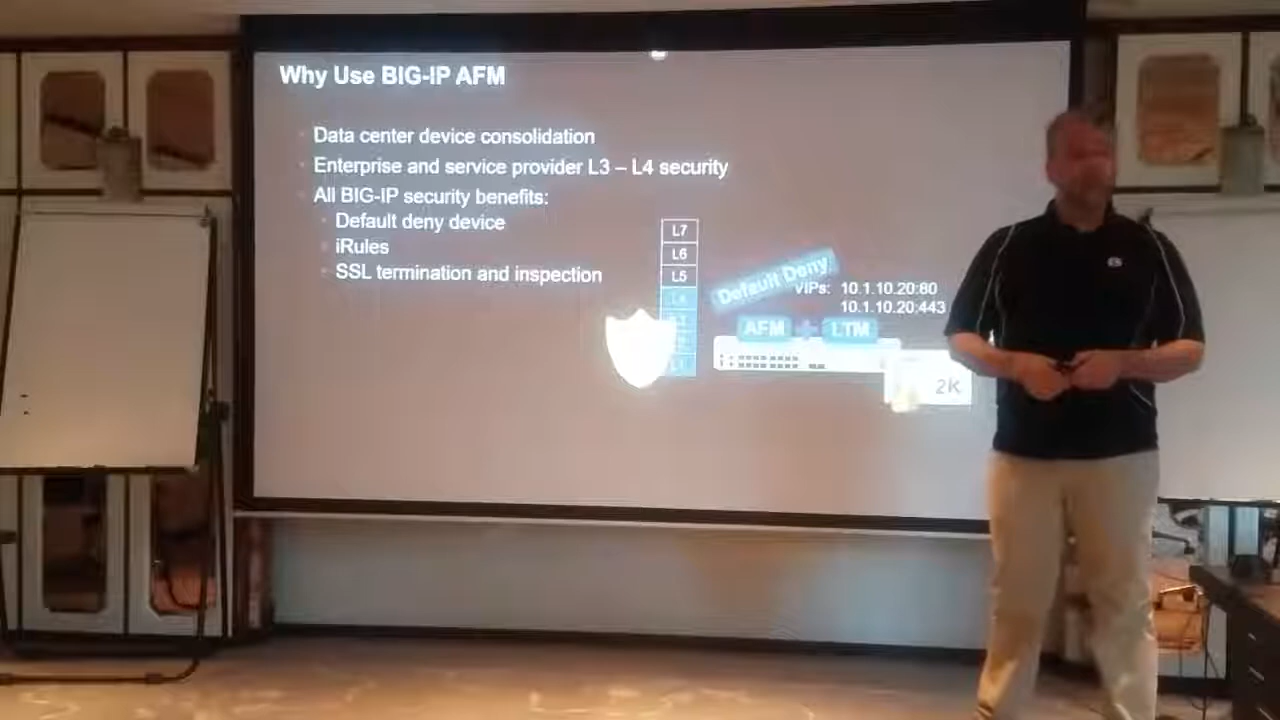 Why Use BIG-IP AFM
Data center device consolidation
Enterprise and service provider L3 – L4 security
All BIG-IP security benefits:
Default deny device
iRules
SSL termination and inspection
L7
L6
L5
L4
Default Deny
VIPs: 10.1.10.20:80
10.1.10.20:443
AFM + LTM
2K